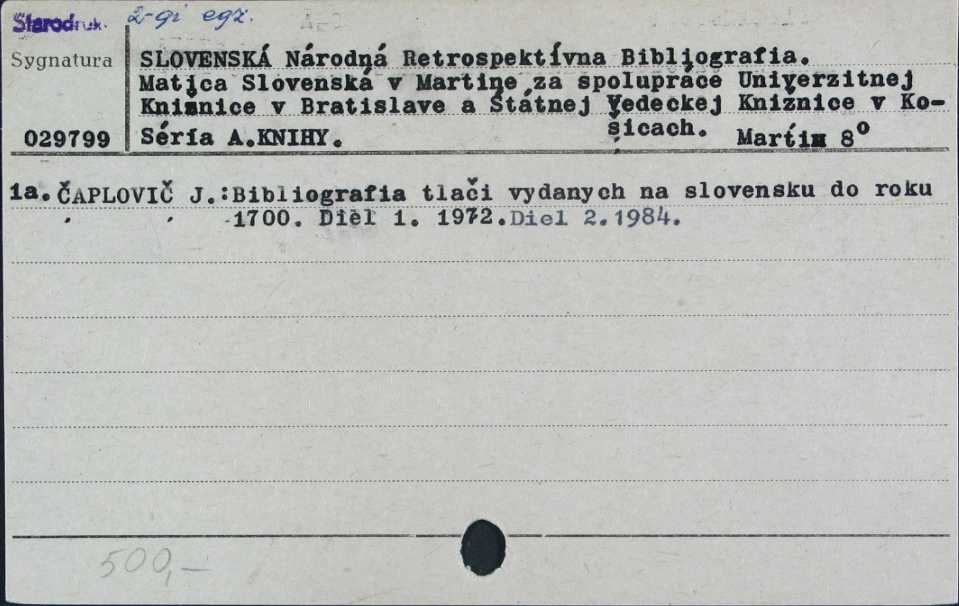 Starodruk. 2-gi egz.
Sygnatura
029799
SLOVENSKÁ Národná Retrospektívna Bibliografia.
Matica Slovenská v Martine za spolupráce Univerzitnej
Knižnice v Bratislave a Štátnej Vedeckej Knižnice v Ko-
šicach.
Séria A.KNIHY. Martin 8º
1a. ČAPLOVIČ J.:Bibliografia tlači vydanych na slovensku do roku
1700. Diel 1. 1972.Diel 2.1984.
500,-